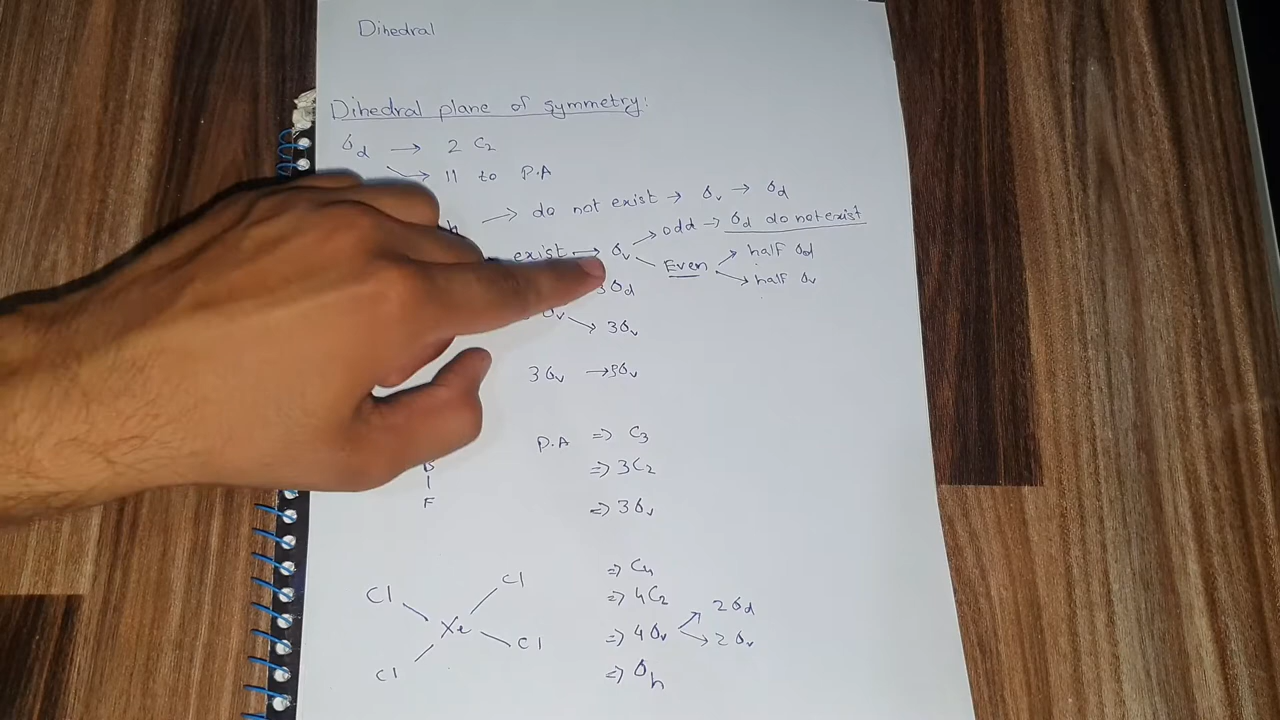 Dihedral
Dihedral plane of symmetry:
σd → 2 C2
↘ 11 to P.A
h → do not exist → σv → σd
exist → σv → odd → σd do not exist
Even → half σd
→ half σv
3σd
σv → 3σv
3σv → 3σv
P.A ⇒ C3
⇒ 3C2
F
⇒ 3σv
⇒ C4
Cl Cl ⇒ 4C2 2σd
Xe ⇒ 4σv → 2σv
Cl Cl ⇒ σh